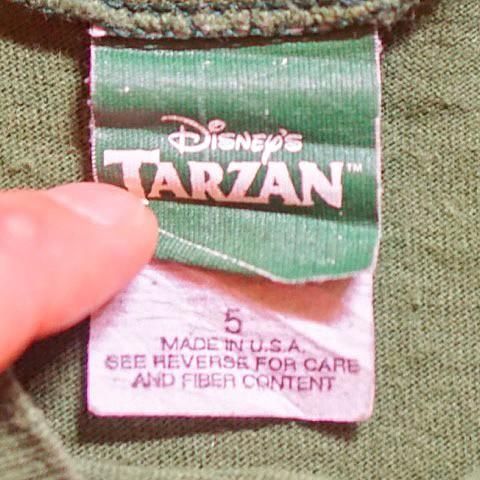 Disney's
TARZAN™
5
MADE IN U.S.A.
SEE REVERSE FOR CARE
AND FIBER CONTENT